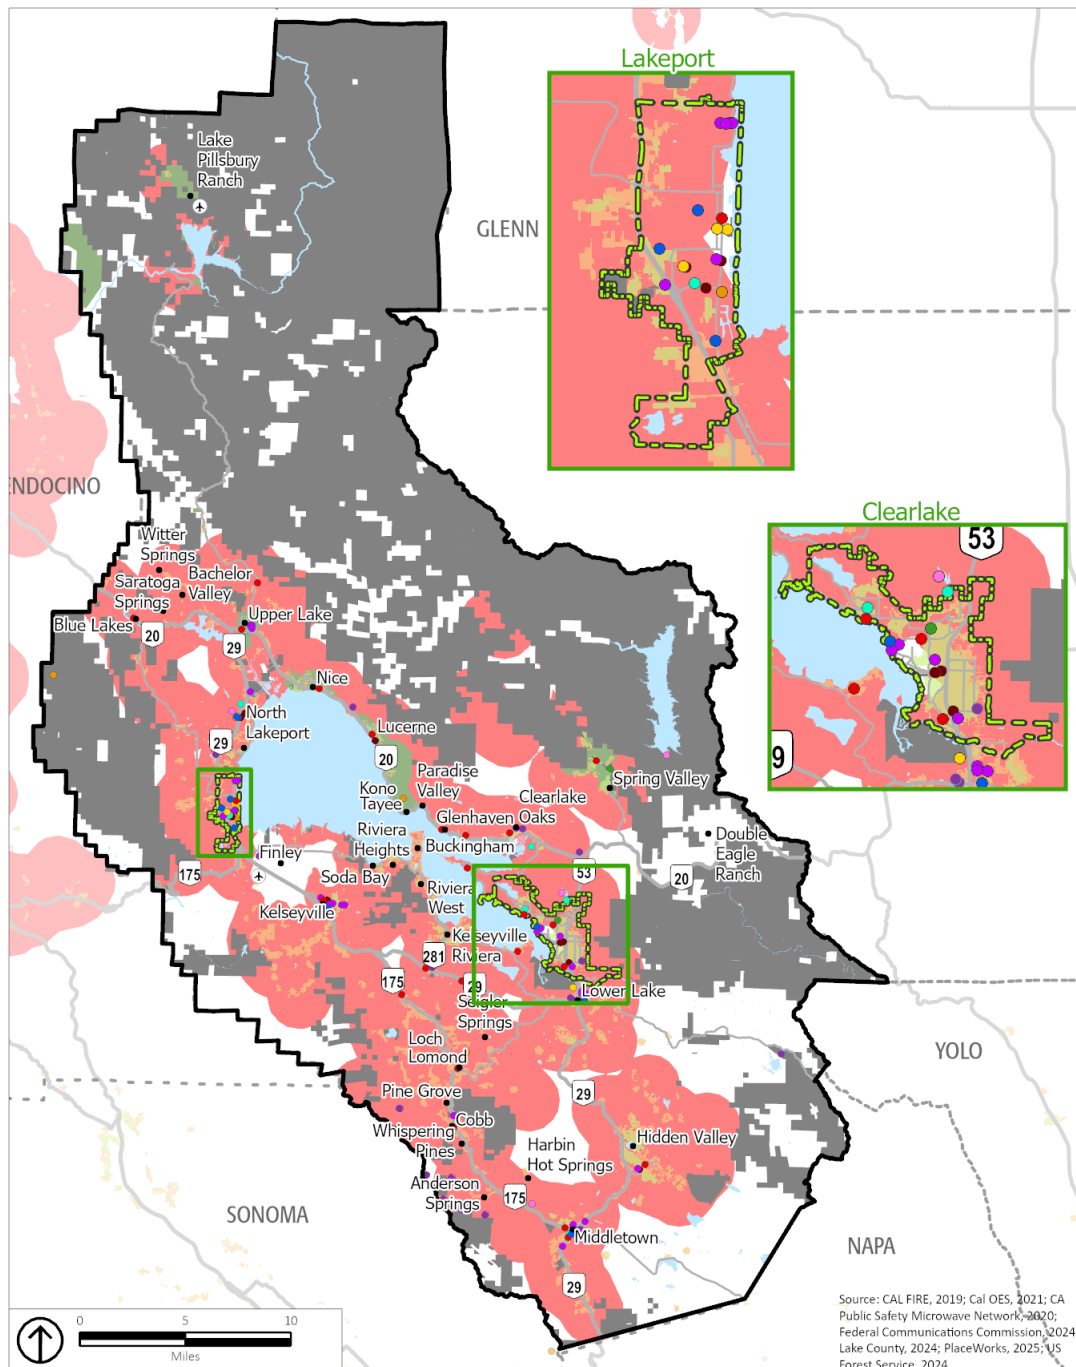 Lakeport
Lake
Pillsbury
Ranch
GLENN
ENDOCINO
Clearlake
53
9
Witter
Springs
Saratoga
Springs
Bachelor
Valley
Blue Lakes
20
Upper Lake
29
Nice
North
Lakeport
29
Lucerne
20
Paradise
Valley
Kono
Tayee
Spring Valley
Clearlake
Oaks
Glenhaven
Riviera
Heights
Buckingham
Double
Eagle
Ranch
Finley
175
Soda Bay
53
20
Riviera
West
Kelseyville
Kelseyville
Riviera
281
175
29
Lower Lake
Seigler
Springs
Loch
Lomond
YOLO
29
Pine Grove
Cobb
Whispering
Pines
Hidden Valley
Harbin
Hot Springs
Anderson
Springs
175
SONOMA
Middletown
NAPA
29
0 5 10
Miles
Source: CAL FIRE, 2019; Cal OES, 2021; CA
Public Safety Microwave Network, 2020;
Federal Communications Commission, 2024
Lake County, 2024; PlaceWorks, 2025; US
Forest Service, 2024